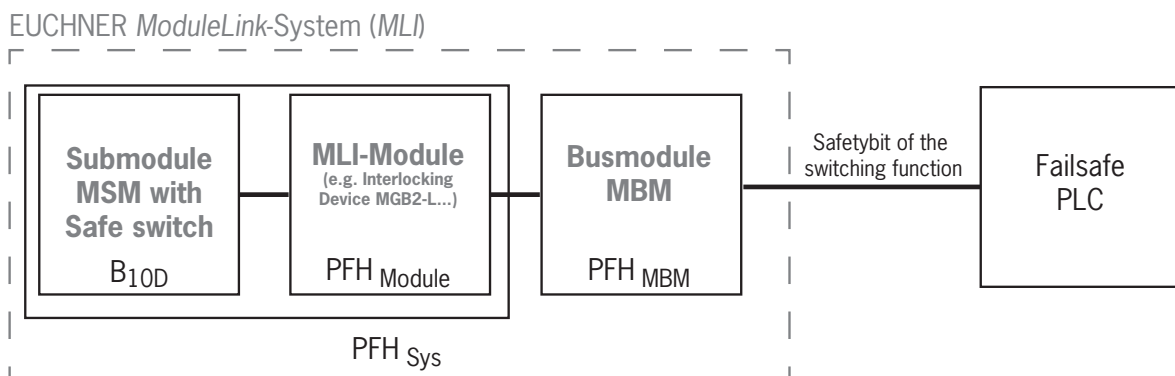 EUCHNER ModuleLink-System (MLI)
Submodule
MSM with
Safe switch
B10D
MLI-Module
(e.g. Interlocking
Device MGB2-L...)
PFH Module
Busmodule
MBM
PFH MBM
PFH Sys
Safetybit of the
switching function
Failsafe
PLC